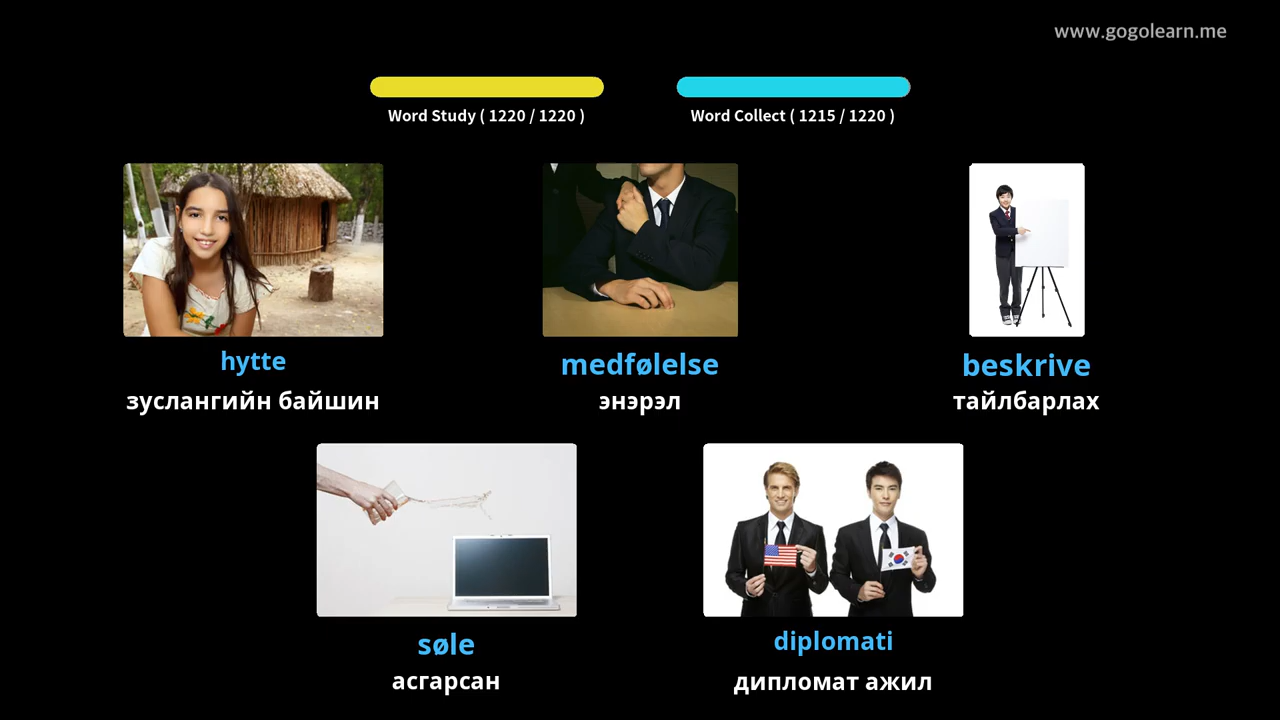 www.gogolearn.me
Word Study ( 1220 / 1220 )
Word Collect ( 1215 / 1220 )
hytte
medfølelse
beskrive
зуслангийн байшин
энэрэл
тайлбарлах
søle
diplomati
асгарсан
дипломат ажил